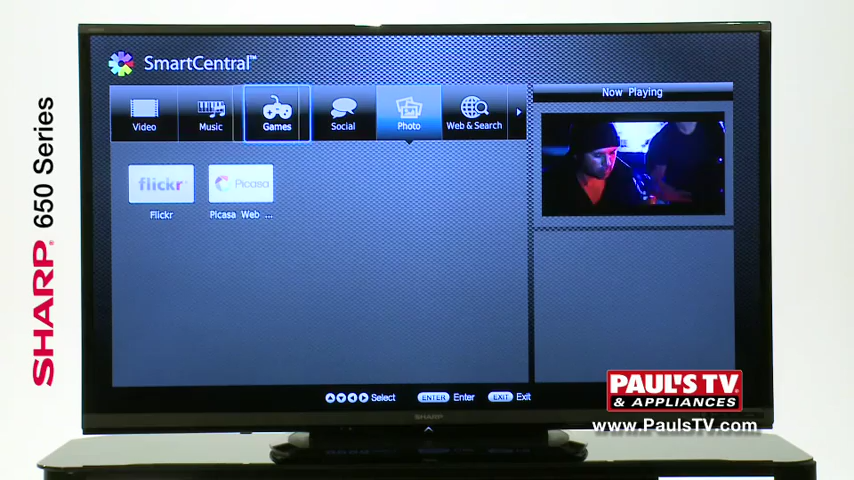 SHARP 650 Series
SmartCentral™
Video
Music
Games
Social
Photo
Web & Search
Now Playing
flickr
Picasa
Flickr
Picasa Web ...
Select
ENTER Enter
EXIT Exit
SHARP
PAUL'S TV.
& APPLIANCES
www.PaulsTV.com